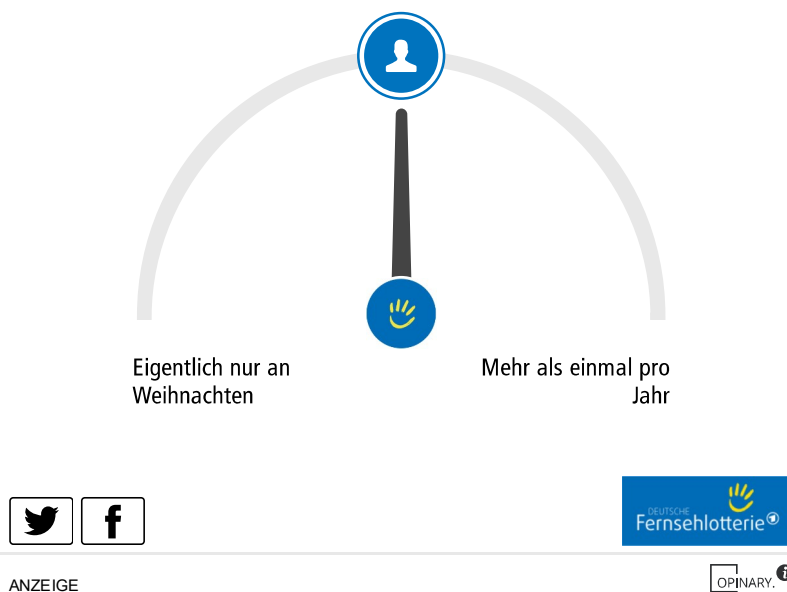 Eigentlich nur an
Weihnachten
Mehr als einmal pro
Jahr
DEUTSCHE
Fernsehlotterie
ANZEIGE
OPINARY.